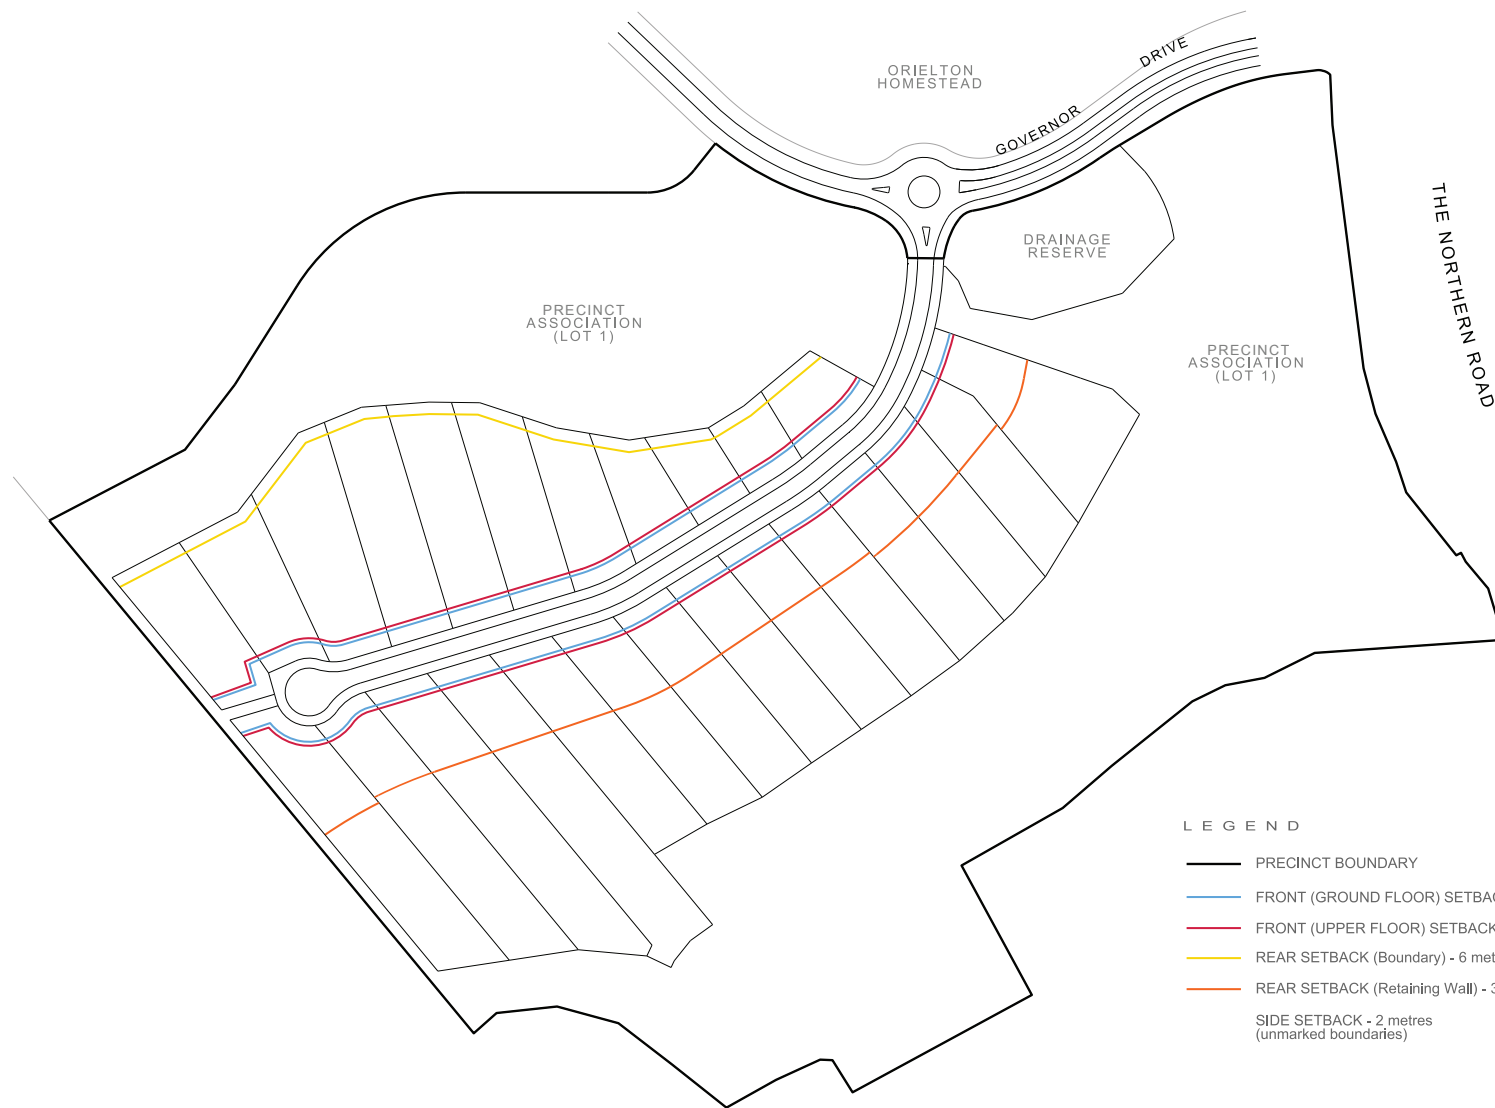 ORIELTON
HOMESTEAD
GOVERNOR DRIVE
THE NORTHERN ROAD
DRAINAGE
RESERVE
PRECINCT
ASSOCIATION
(LOT 1)
PRECINCT
ASSOCIATION
(LOT 1)
LEGEND
PRECINCT BOUNDARY
FRONT (GROUND FLOOR) SETBAC
FRONT (UPPER FLOOR) SETBACK
REAR SETBACK (Boundary) - 6 met
REAR SETBACK (Retaining Wall) - 3
SIDE SETBACK - 2 metres
(unmarked boundaries)